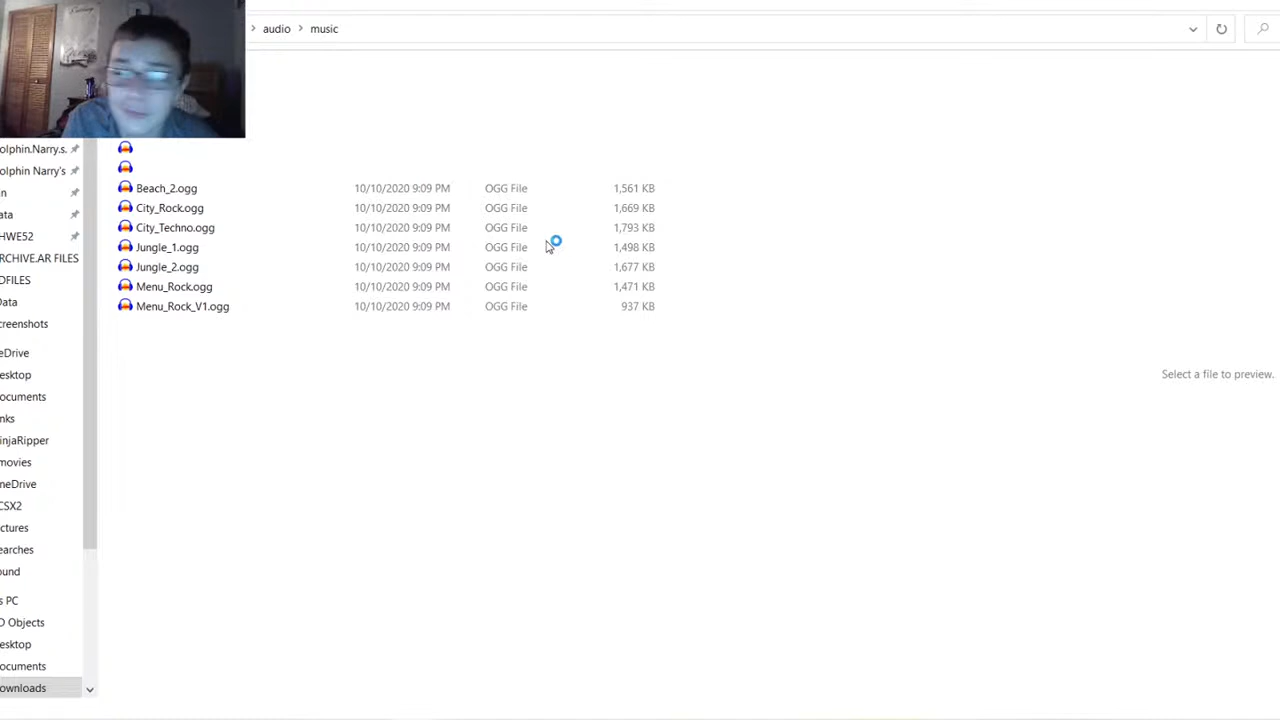 audio > music
Beach_2.ogg 10/10/2020 9:09 PM OGG File 1,561 KB
City_Rock.ogg 10/10/2020 9:09 PM OGG File 1,669 KB
City_Techno.ogg 10/10/2020 9:09 PM OGG File 1,793 KB
Jungle_1.ogg 10/10/2020 9:09 PM OGG File 1,498 KB
Jungle_2.ogg 10/10/2020 9:09 PM OGG File 1,677 KB
Menu_Rock.ogg 10/10/2020 9:09 PM OGG File 1,471 KB
Menu_Rock_V1.ogg 10/10/2020 9:09 PM OGG File 937 KB
Select a file to preview.
olphin.Narry.s.
olphin Narry's
n
ata
HWE52
RCHIVE.AR FILES
DFILES
Data
creenshots
eDrive
esktop
ocuments
nks
injaRipper
movies
neDrive
CSX2
ctures
earches
ound
s PC
D Objects
esktop
ocuments
ownloads